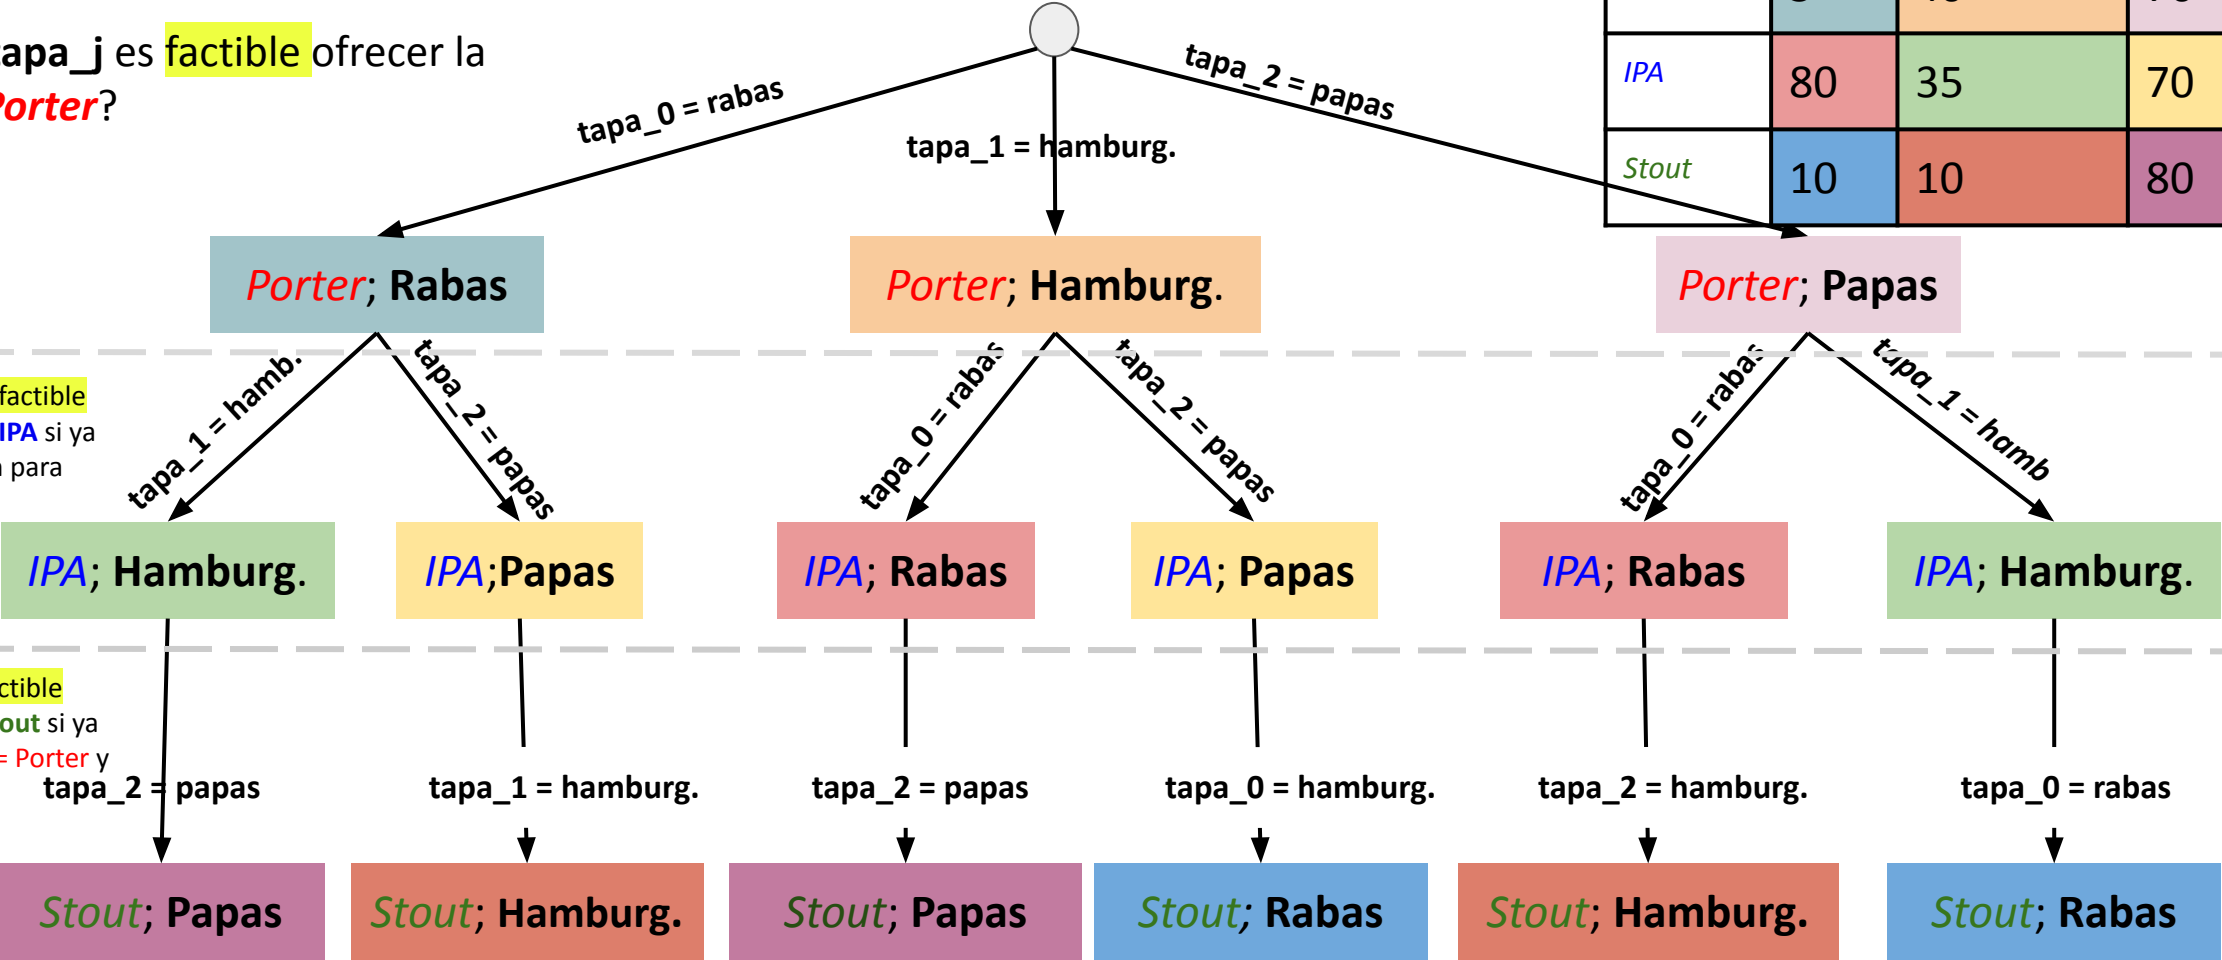 tapa_j es factible ofrecer la
Porter?
tapa_0 = rabas
tapa_1 = hamburg.
tapa_2 = papas
IPA 80 35 70
Stout 10 10 80
Porter; Rabas
Porter; Hamburg.
Porter; Papas
factible
IPA si ya
para
tapa_1 = hamb.
tapa_2 = papas
tapa_0 = rabas
tapa_2 = papas
tapa_0 = rabas
tapa_1 = hamb
IPA; Hamburg.
IPA;Papas
IPA; Rabas
IPA; Papas
IPA; Rabas
IPA; Hamburg.
ctible
out si ya
= Porter y
tapa_2 = papas
tapa_1 = hamburg.
tapa_2 = papas
tapa_0 = hamburg.
tapa_2 = hamburg.
tapa_0 = rabas
Stout; Papas
Stout; Hamburg.
Stout; Papas
Stout; Rabas
Stout; Hamburg.
Stout; Rabas